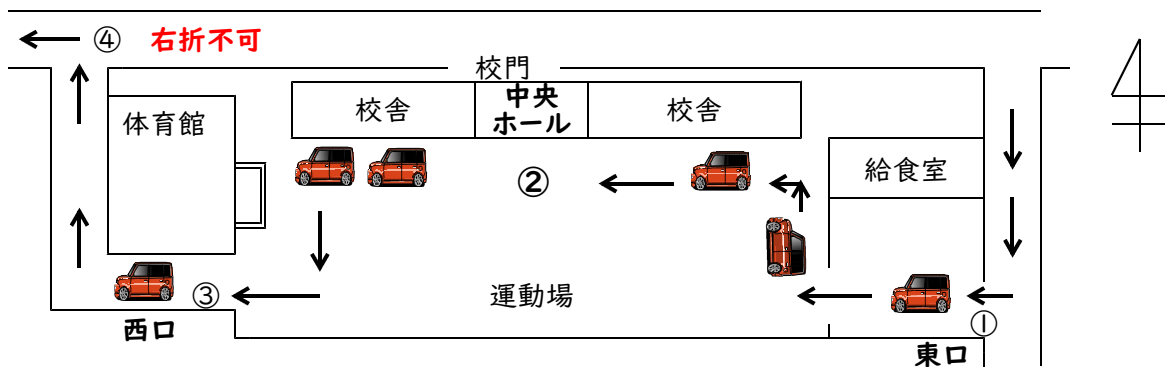 ④ 右折不可
校門
体育館
校舎
中央
ホール
校舎
給食室
②
③
運動場
①
西口
東口